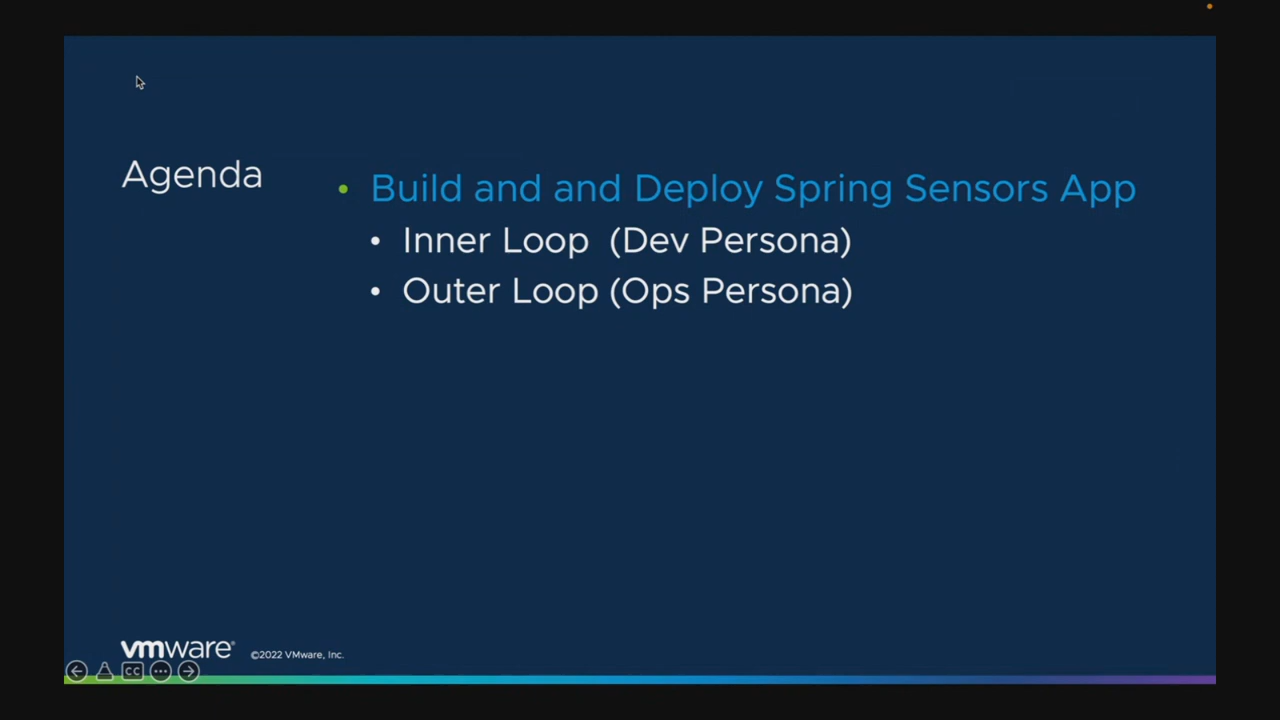 Agenda
• Build and and Deploy Spring Sensors App
• Inner Loop (Dev Persona)
• Outer Loop (Ops Persona)
vmware® ©2022 VMware, Inc.
CC